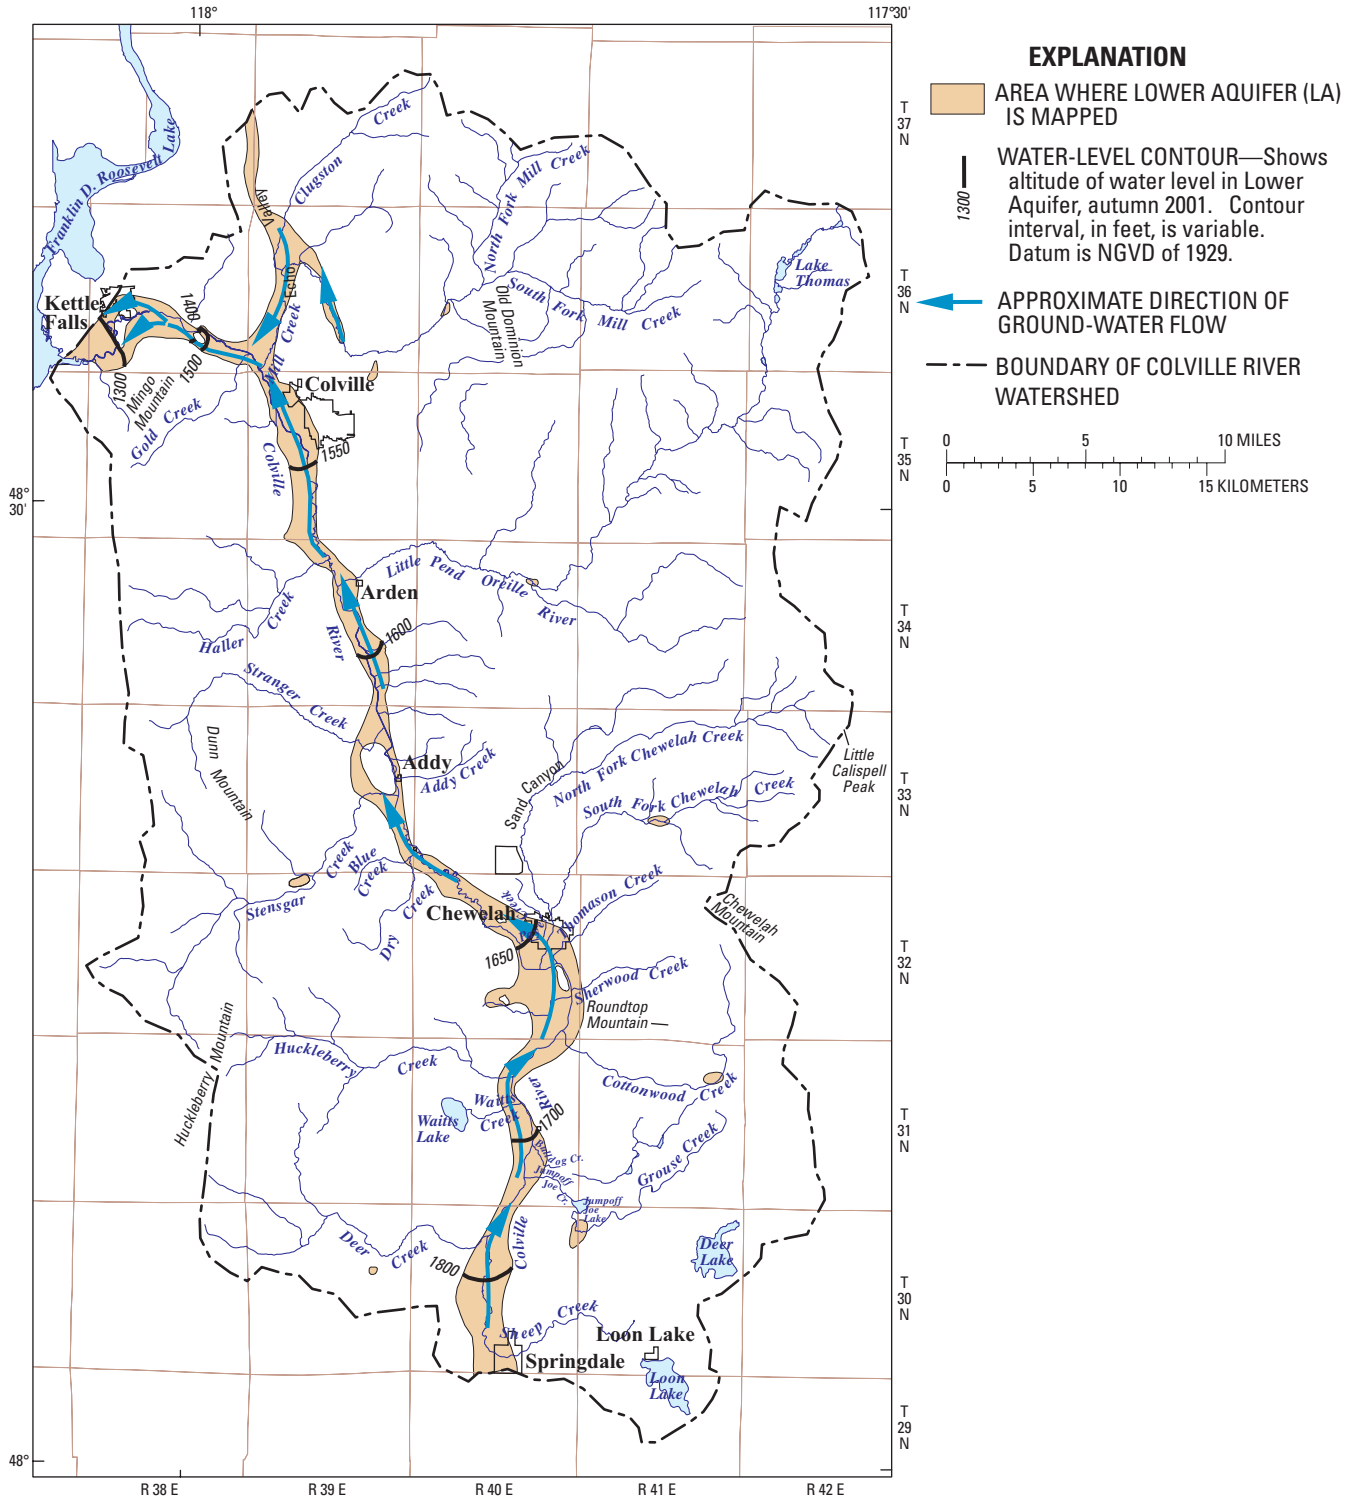 118°
117°30'
EXPLANATION
AREA WHERE LOWER AQUIFER (LA)
IS MAPPED
1300
WATER-LEVEL CONTOUR—Shows
altitude of water level in Lower
Aquifer, autumn 2001. Contour
interval, in feet, is variable.
Datum is NGVD of 1929.
APPROXIMATE DIRECTION OF
GROUND-WATER FLOW
BOUNDARY OF COLVILLE RIVER
WATERSHED
0 5 10 MILES
0 5 10 15 KILOMETERS
T
37
N
T
36
N
T
35
N
T
34
N
T
33
N
T
32
N
T
31
N
T
30
N
T
29
N
48°
30'
48°
R 38 E
R 39 E
R 40 E
R 41 E
R 42 E
Franklin D. Roosevelt Lake
Clugston Creek
Echo Valley
North Fork Mill Creek
South Fork Mill Creek
Old Dominion
Mountain
Lake
Thomas
Kettle
Falls
1400
1500
1300
Mingo
Mountain
Gold Creek
Mill Creek
Colville
1550
Colville River
Little Pend Oreille River
Arden
Haller Creek
1600
Stranger Creek
Dunn Mountain
Addy
Addy Creek
Sand Canyon
North Fork Chewelah Creek
South Fork Chewelah Creek
Little
Calispell
Peak
Stensgar Creek
Blue
Creek
Dry Creek
Chewelah
Creek
Thomason Creek
Chewelah
Mountain
1650
Sherwood Creek
Roundtop
Mountain
Huckleberry Mountain
Huckleberry Creek
Cottonwood Creek
Waitts
Lake
Waitts
Creek
Colville River
1700
Bulldog Cr.
Jumpoff
Joe Cr.
Grouse Creek
Jumpoff
Joe
Lake
Deer Creek
Deer
Lake
1800
Sheep Creek
Loon Lake
Springdale
Loon
Lake